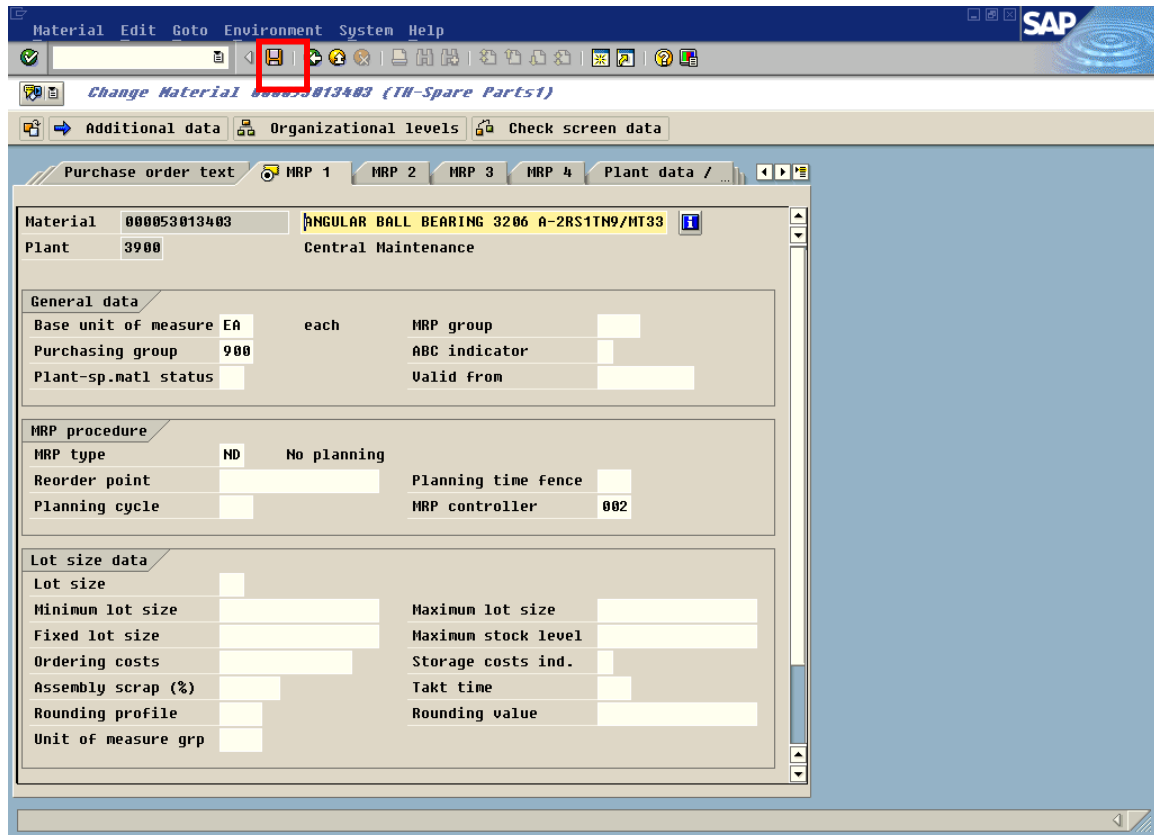 Material Edit Goto Environment System Help
SAP
Change Material 000053013403 (TH-Spare Parts1)
Additional data Organizational levels Check screen data
Purchase order text MRP 1 MRP 2 MRP 3 MRP 4 Plant data / ...
Material 000053013403 ANGULAR BALL BEARING 3206 A-2RS1TN9/MT33
Plant 3900 Central Maintenance
General data
Base unit of measure EA each MRP group
Purchasing group 900 ABC indicator
Plant-sp.matl status Valid from
MRP procedure
MRP type ND No planning
Reorder point Planning time fence
Planning cycle MRP controller 002
Lot size data
Lot size
Minimum lot size Maximum lot size
Fixed lot size Maximum stock level
Ordering costs Storage costs ind.
Assembly scrap (%) Takt time
Rounding profile Rounding value
Unit of measure grp